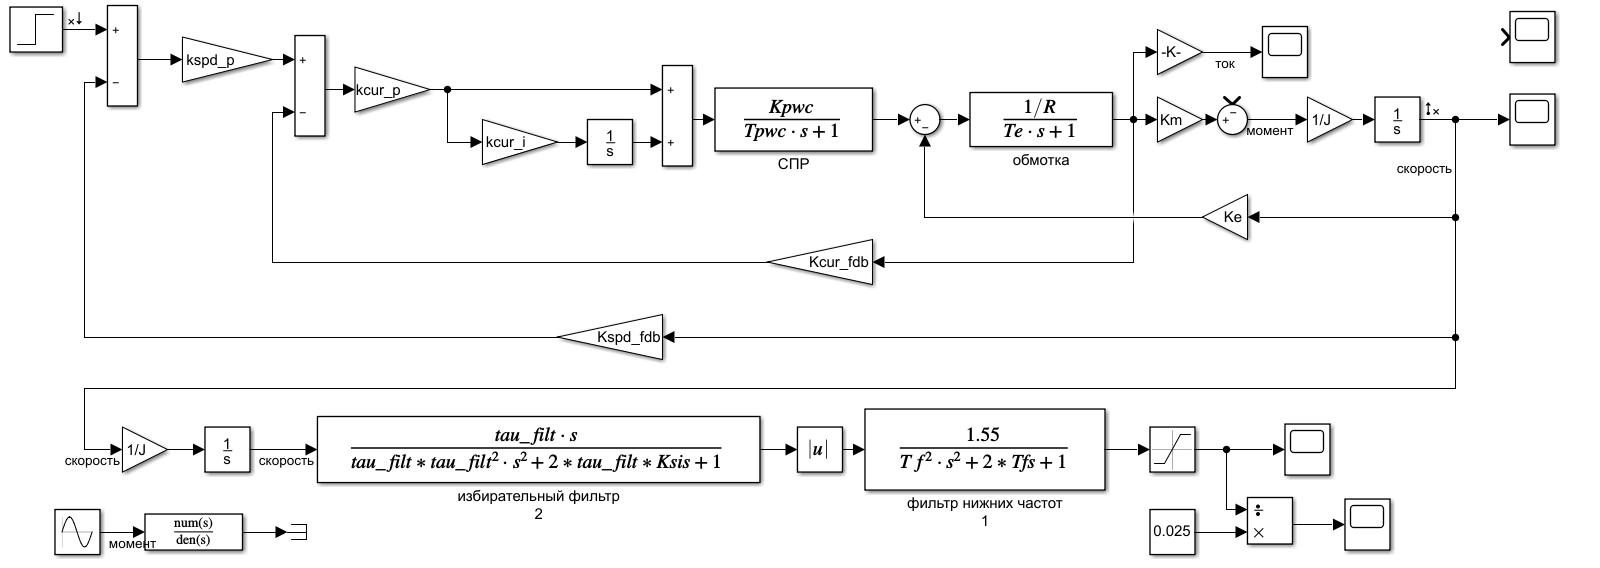 kspd_p
kcur_p
kcur_i
1
s
Kpwc
Tpwc · s + 1
СПР
1/R
Te · s + 1
обмотка
-K-
ток
Km
момент
1/J
1
s
скорость
Ke
Kcur_fdb
Kspd_fdb
скорость
1/J
1
s
скорость
tau_filt · s
tau_filt ∗ tau_filt² · s² + 2 ∗ tau_filt ∗ Ksis + 1
избирательный фильтр
2
|u|
1.55
T f² · s² + 2 ∗ Tfs + 1
фильтр нижних частот
1
момент
num(s)
den(s)
0.025
÷
×